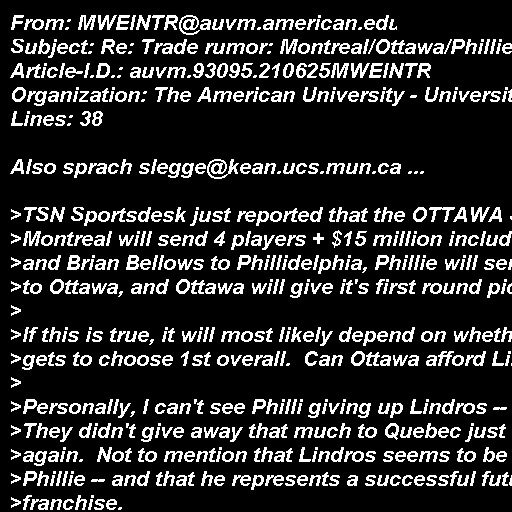 From: MWEINTR@auvm.american.edu
Subject: Re: Trade rumor: Montreal/Ottawa/Phillie
Article-I.D.: auvm.93095.210625MWEINTR
Organization: The American University - Universit
Lines: 38

Also sprach slegge@kean.ucs.mun.ca ...

>TSN Sportsdesk just reported that the OTTAWA
>Montreal will send 4 players + $15 million includ
>and Brian Bellows to Phillidelphia, Phillie will se
>to Ottawa, and Ottawa will give it's first round pi
>
>If this is true, it will most likely depend on wheth
>gets to choose 1st overall.  Can Ottawa afford Li
>
>Personally, I can't see Philli giving up Lindros --
>They didn't give away that much to Quebec just
>again.  Not to mention that Lindros seems to be
>Phillie -- and that he represents a successful fut
>franchise.